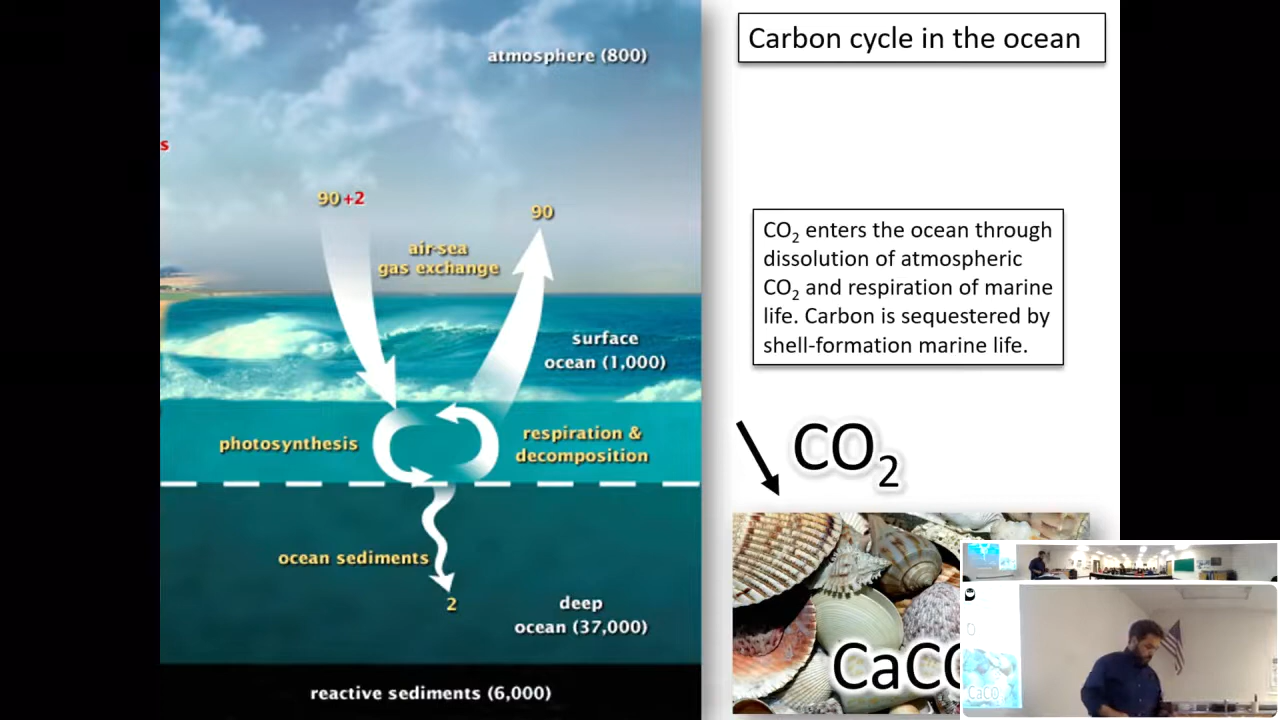 atmosphere (800)
s
90 +2
90
air-sea
gas exchange
surface
ocean (1,000)
photosynthesis
respiration &
decomposition
ocean sediments
2
deep
ocean (37,000)
reactive sediments (6,000)
Carbon cycle in the ocean
CO2 enters the ocean through
dissolution of atmospheric
CO2 and respiration of marine
life. Carbon is sequestered by
shell-formation marine life.
CO2
CaCO
CaCO